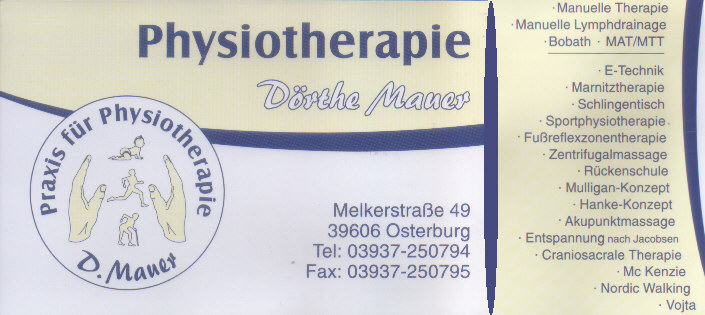 Physiotherapie
Dörthe Mauer
Praxis für Physiotherapie
D. Mauer
Melkerstraße 49
39606 Osterburg
Tel: 03937-250794
Fax: 03937-250795
· Manuelle Therapie
· Manuelle Lymphdrainage
· Bobath · MAT/MTT
· E-Technik
· Marnitztherapie
· Schlingentisch
· Sportphysiotherapie
· Fußreflexzonentherapie
· Zentrifugalmassage
· Rückenschule
· Mulligan-Konzept
· Hanke-Konzept
· Akupunktmassage
· Entspannung nach Jacobsen
· Craniosacrale Therapie
· Mc Kenzie
· Nordic Walking
· Vojta